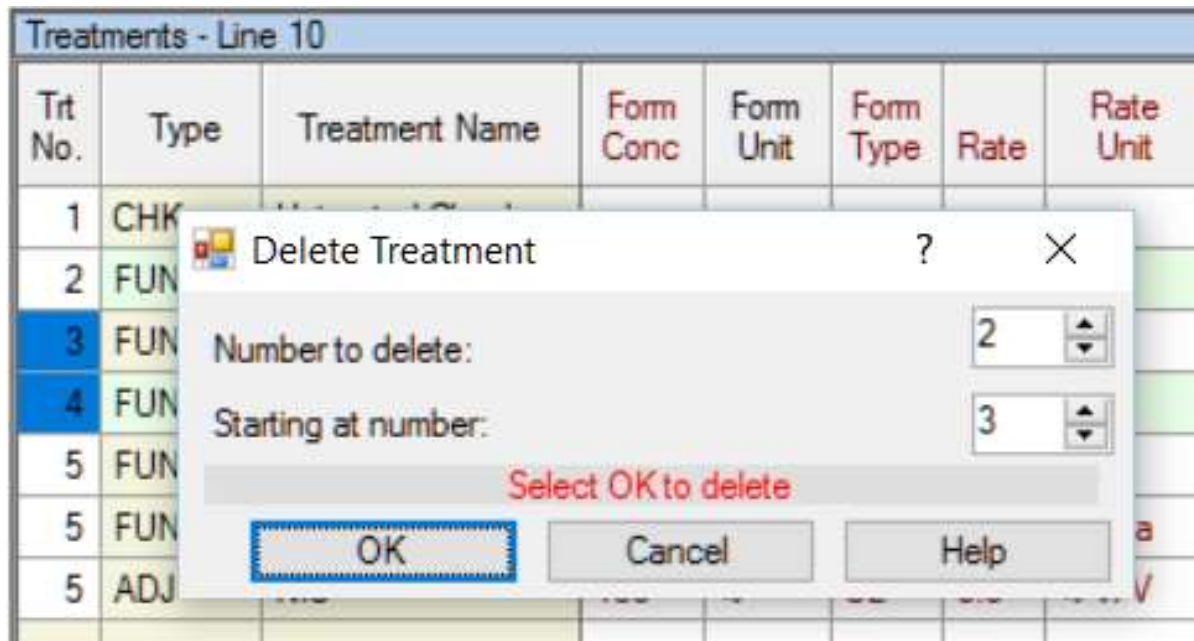 Treatments - Line 10
Trt No. Type Treatment Name Form Conc Form Unit Form Type Rate Rate Unit
1 CHK
2 FUN
3 FUN
4 FUN
5 FUN
5 FUN
5 ADJ
Delete Treatment ? X
Number to delete: 2
Starting at number: 3
Select OK to delete
OK Cancel Help